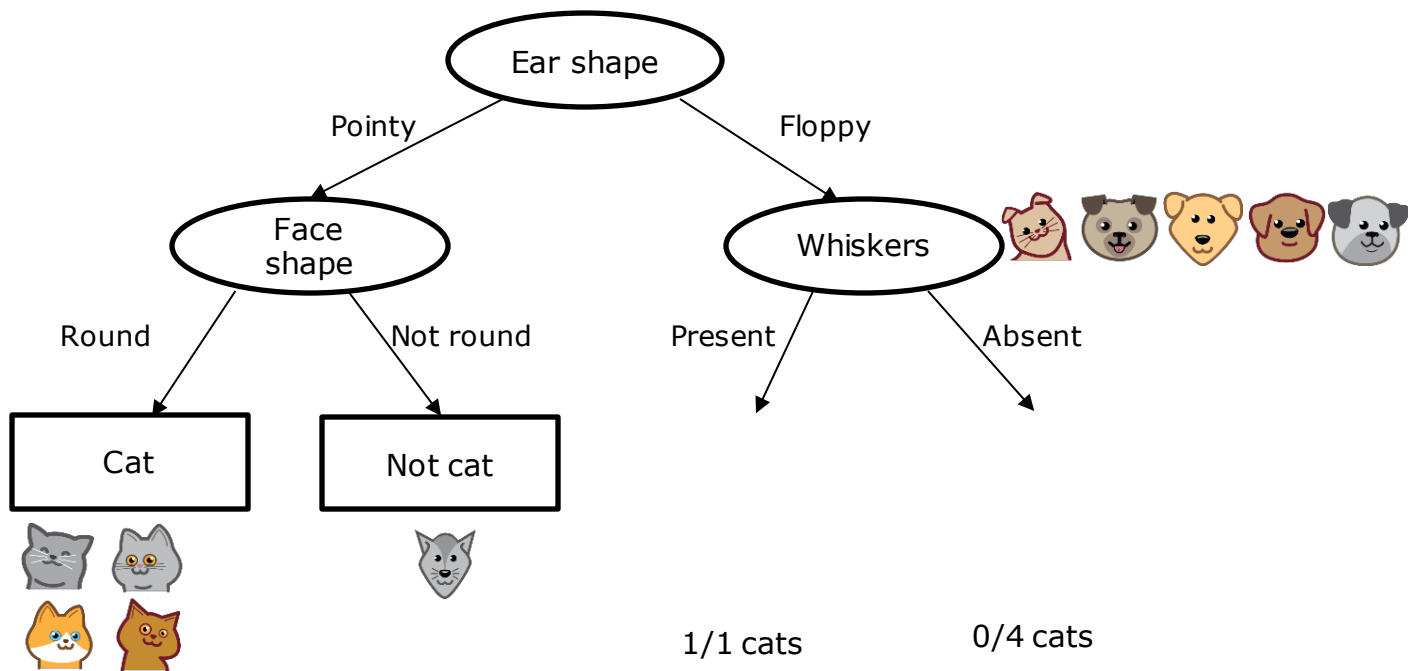 Ear shape
Pointy
Floppy
Face
shape
Whiskers
Round
Not round
Present
Absent
Cat
Not cat
1/1 cats
0/4 cats